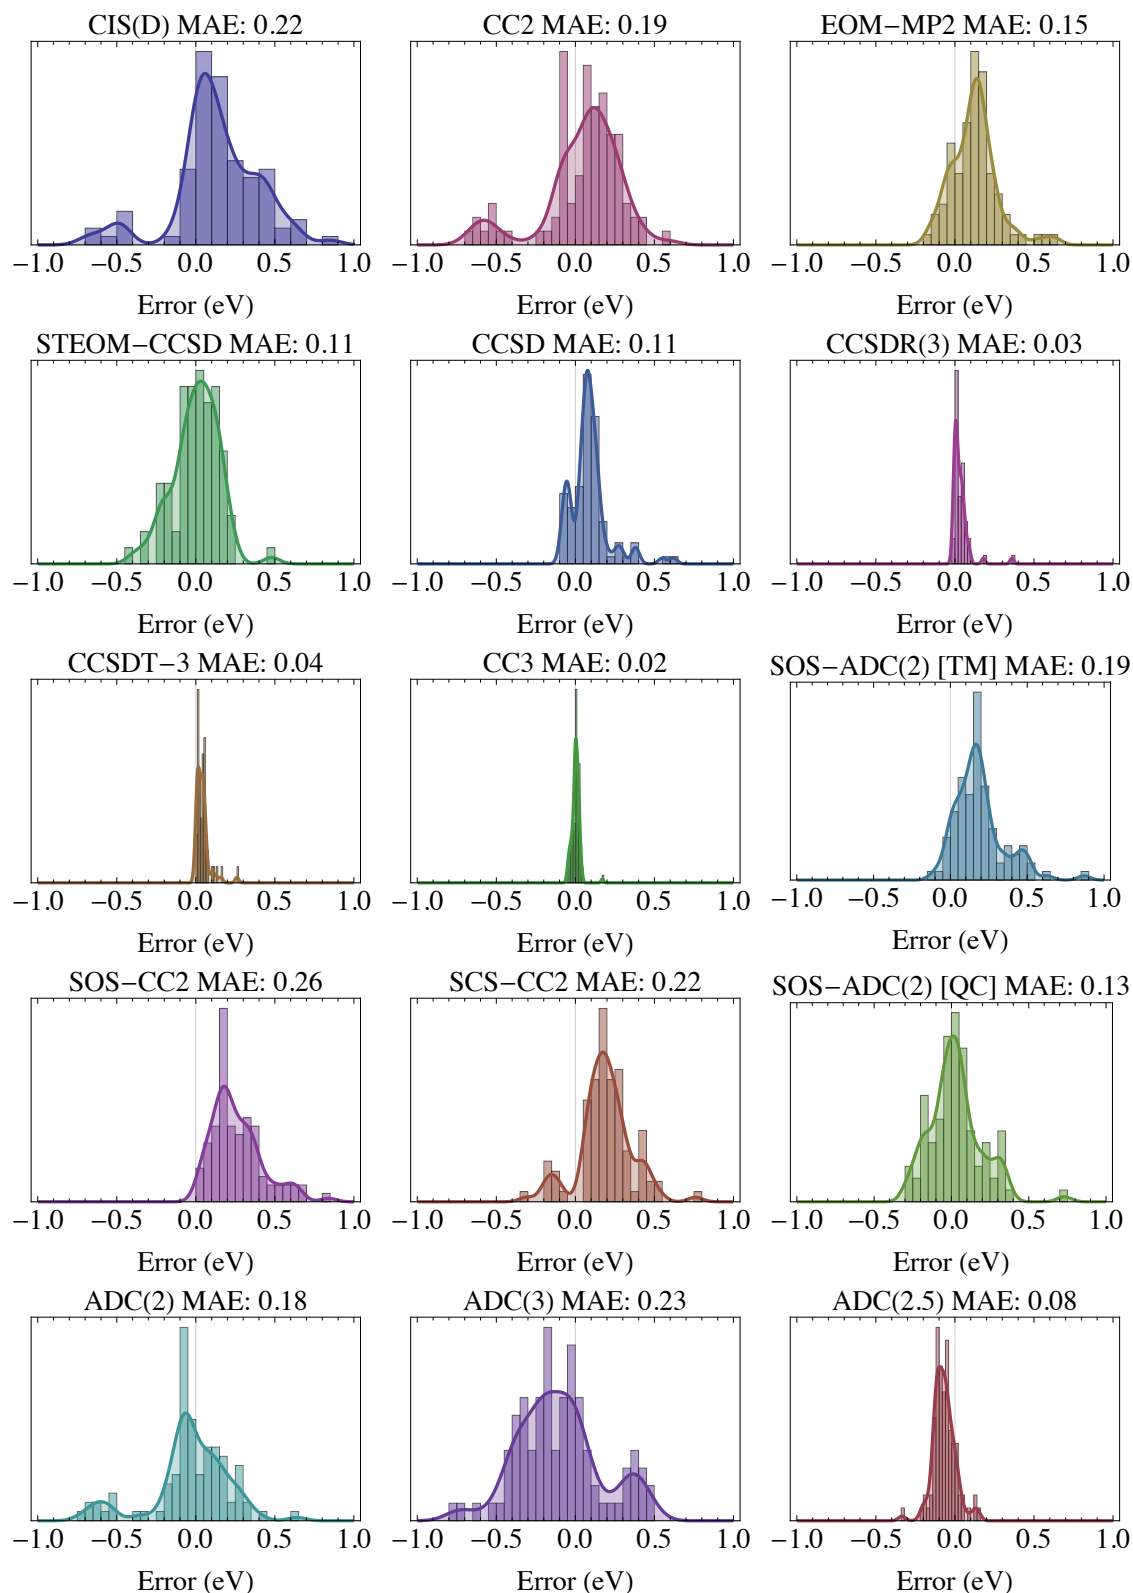 CIS(D) MAE: 0.22
CC2 MAE: 0.19
EOM−MP2 MAE: 0.15
−1.0 −0.5 0.0 0.5 1.0
−1.0 −0.5 0.0 0.5 1.0
−1.0 −0.5 0.0 0.5 1.0
Error (eV)
Error (eV)
Error (eV)
STEOM−CCSD MAE: 0.11
CCSD MAE: 0.11
CCSDR(3) MAE: 0.03
−1.0 −0.5 0.0 0.5 1.0
−1.0 −0.5 0.0 0.5 1.0
−1.0 −0.5 0.0 0.5 1.0
Error (eV)
Error (eV)
Error (eV)
CCSDT−3 MAE: 0.04
CC3 MAE: 0.02
SOS−ADC(2) [TM] MAE: 0.19
−1.0 −0.5 0.0 0.5 1.0
−1.0 −0.5 0.0 0.5 1.0
−1.0 −0.5 0.0 0.5 1.0
Error (eV)
Error (eV)
Error (eV)
SOS−CC2 MAE: 0.26
SCS−CC2 MAE: 0.22
SOS−ADC(2) [QC] MAE: 0.13
−1.0 −0.5 0.0 0.5 1.0
−1.0 −0.5 0.0 0.5 1.0
−1.0 −0.5 0.0 0.5 1.0
Error (eV)
Error (eV)
Error (eV)
ADC(2) MAE: 0.18
ADC(3) MAE: 0.23
ADC(2.5) MAE: 0.08
−1.0 −0.5 0.0 0.5 1.0
−1.0 −0.5 0.0 0.5 1.0
−1.0 −0.5 0.0 0.5 1.0
Error (eV)
Error (eV)
Error (eV)